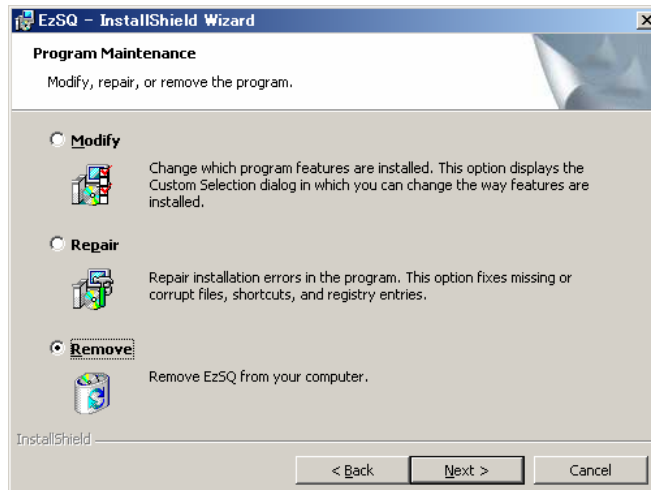 EzSQ - InstallShield Wizard
Program Maintenance
Modify, repair, or remove the program.
Modify
Change which program features are installed. This option displays the
Custom Selection dialog in which you can change the way features are
installed.
Repair
Repair installation errors in the program. This option fixes missing or
corrupt files, shortcuts, and registry entries.
Remove
Remove EzSQ from your computer.
InstallShield
< Back
Next >
Cancel